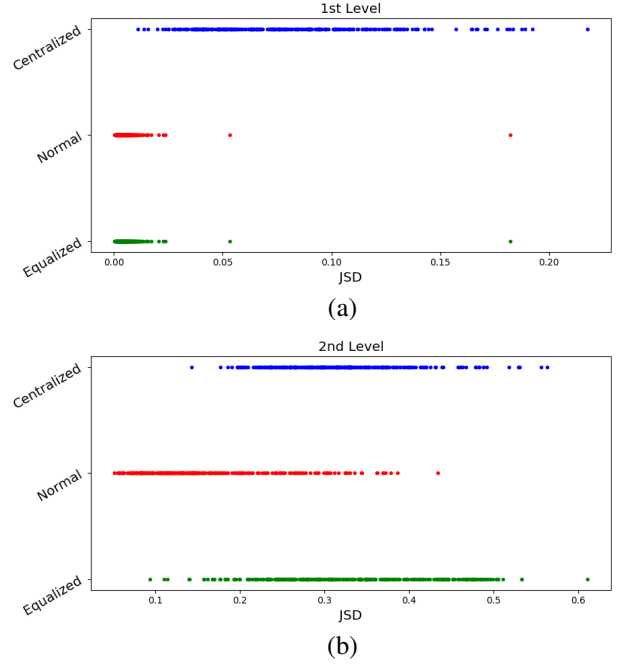 1st Level
Centralized
Normal
Equalized
0.00 0.05 0.10 0.15 0.20
JSD
(a)
2nd Level
Centralized
Normal
Equalized
0.1 0.2 0.3 0.4 0.5 0.6
JSD
(b)